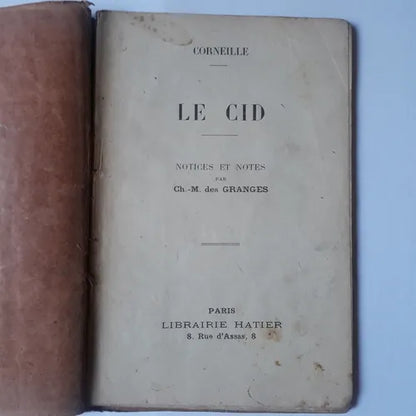 CORNEILLE
LE CID
NOTICES ET NOTES
PAR
Ch.-M. des GRANGES
PARIS
LIBRAIRIE HATIER
8. Rue d'Assas, 8